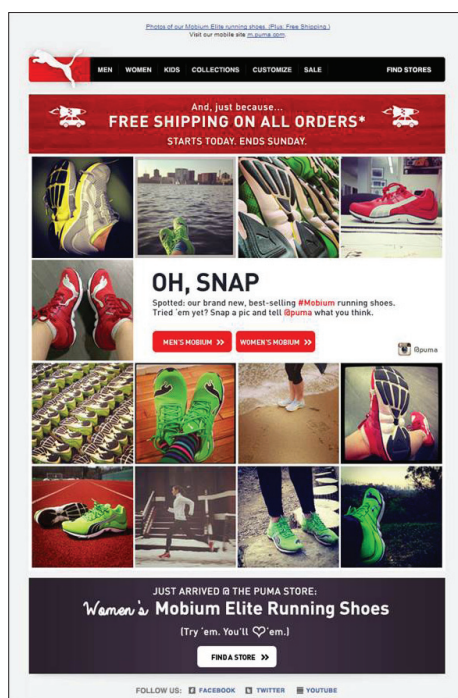 Photos of our Mobium Elite running shoes. (Plus, Free Shipping.)
Visit our mobile site m.puma.com.
MEN WOMEN KIDS COLLECTIONS CUSTOMIZE SALE FIND STORES
And, just because...
FREE SHIPPING ON ALL ORDERS*
STARTS TODAY. ENDS SUNDAY.
OH, SNAP
Spotted: our brand new, best-selling #Mobium running shoes.
Tried 'em yet? Snap a pic and tell @puma what you think.
MEN'S MOBIUM >> WOMEN'S MOBIUM >>
@puma
JUST ARRIVED @ THE PUMA STORE:
Women's Mobium Elite Running Shoes
(Try 'em. You'll ♡ 'em.)
FIND A STORE >>
FOLLOW US: FACEBOOK TWITTER YOUTUBE